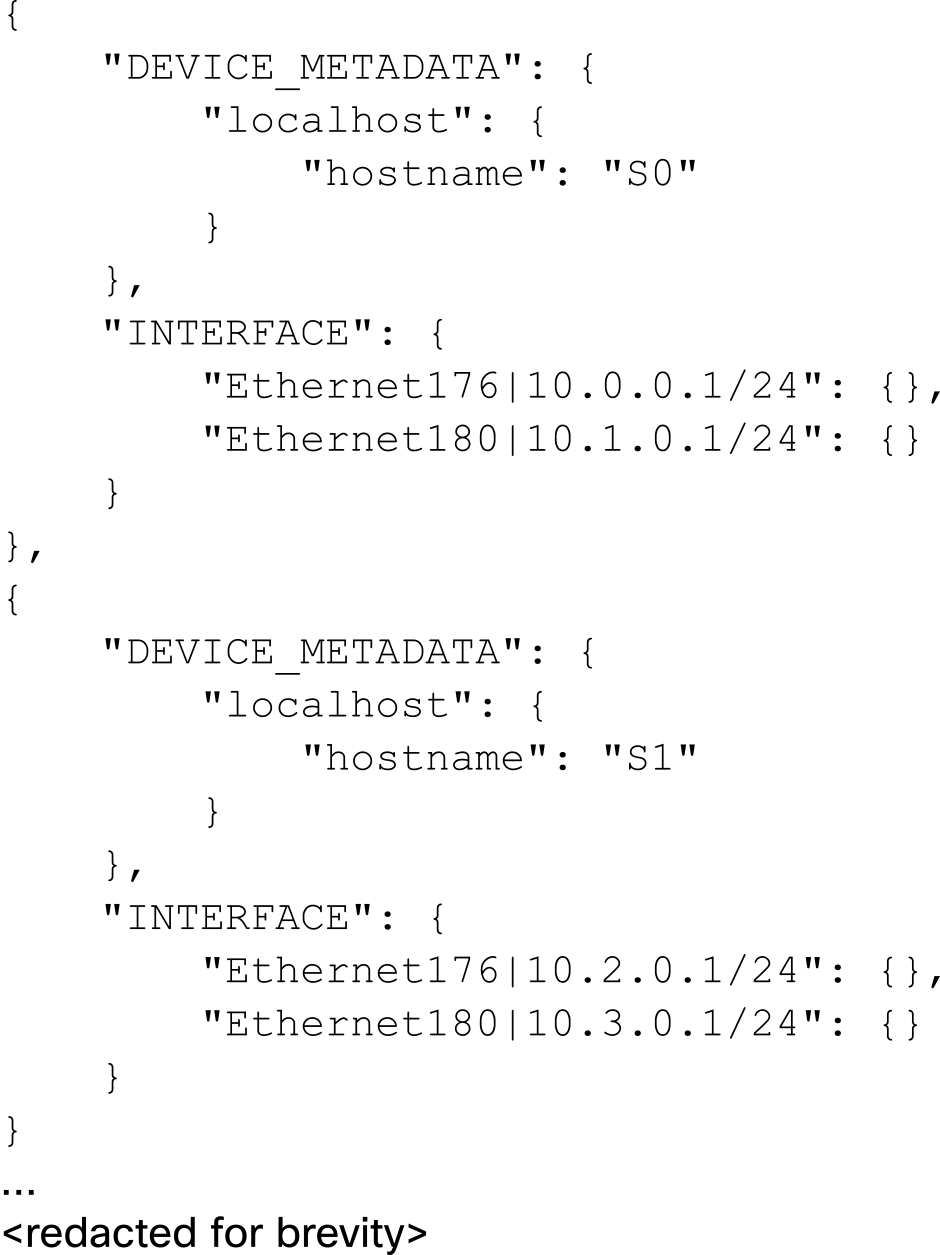 {
     "DEVICE_METADATA": {
          "localhost": {
               "hostname": "S0"
          }
     },
     "INTERFACE": {
          "Ethernet176|10.0.0.1/24": {},
          "Ethernet180|10.1.0.1/24": {}
     }
},
{
     "DEVICE_METADATA": {
          "localhost": {
               "hostname": "S1"
          }
     },
     "INTERFACE": {
          "Ethernet176|10.2.0.1/24": {},
          "Ethernet180|10.3.0.1/24": {}
     }
}
...
<redacted for brevity>